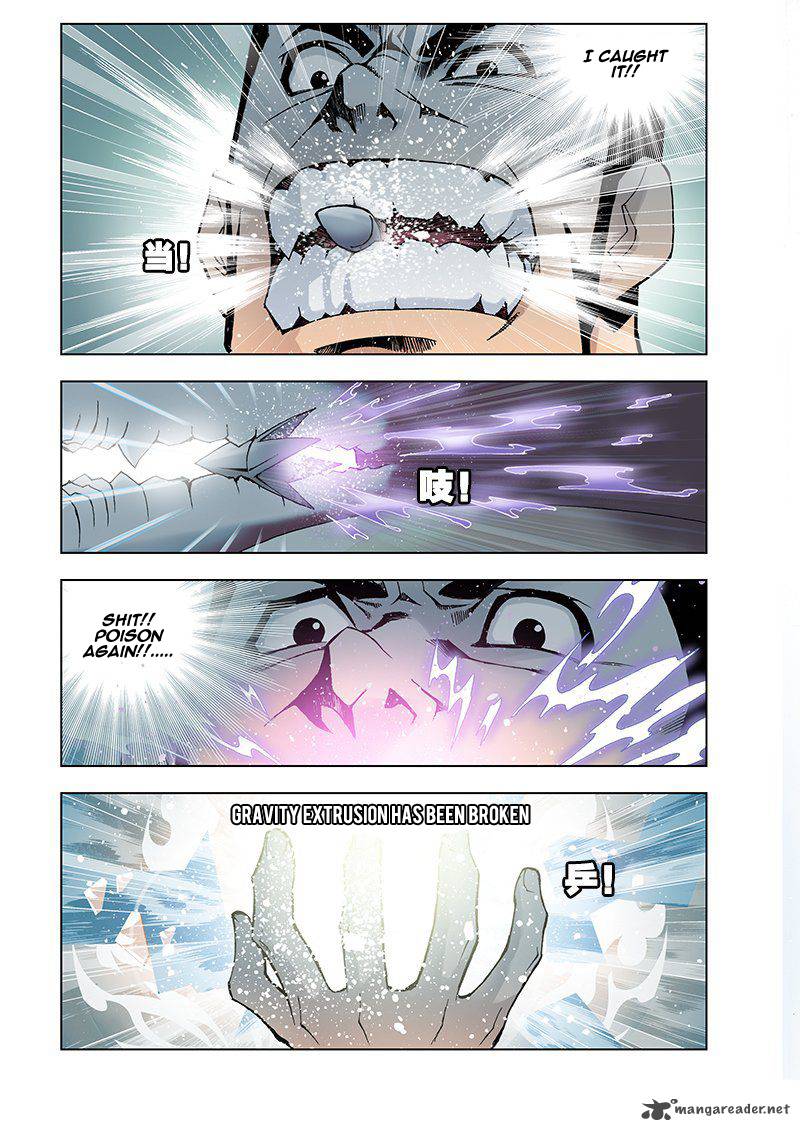 I CAUGHT
IT!!
当!
吱!
SHIT!!
POISON
AGAIN!!.....
GRAVITY EXTRUSION HAS BEEN BROKEN
乒!
mangareader.net